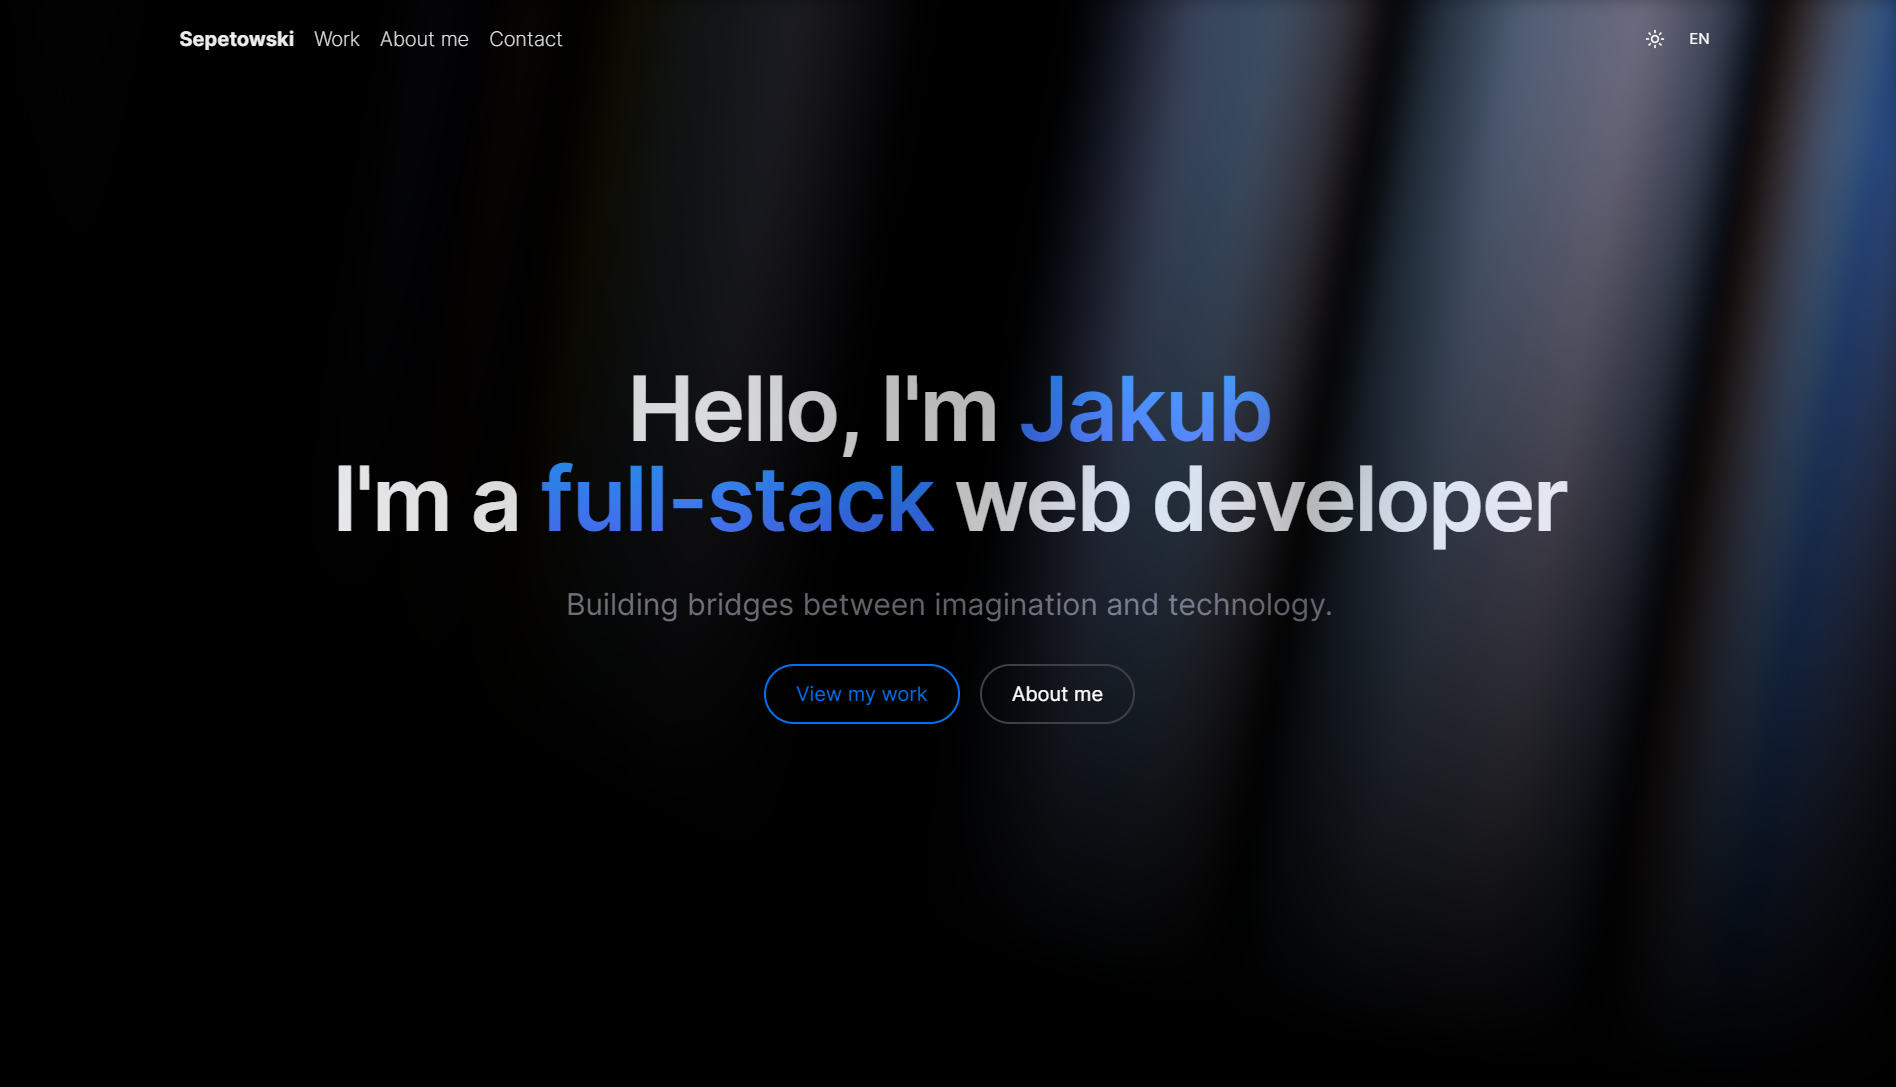 Sepetowski Work About me Contact EN
Hello, I'm Jakub
I'm a full-stack web developer
Building bridges between imagination and technology.
View my work About me